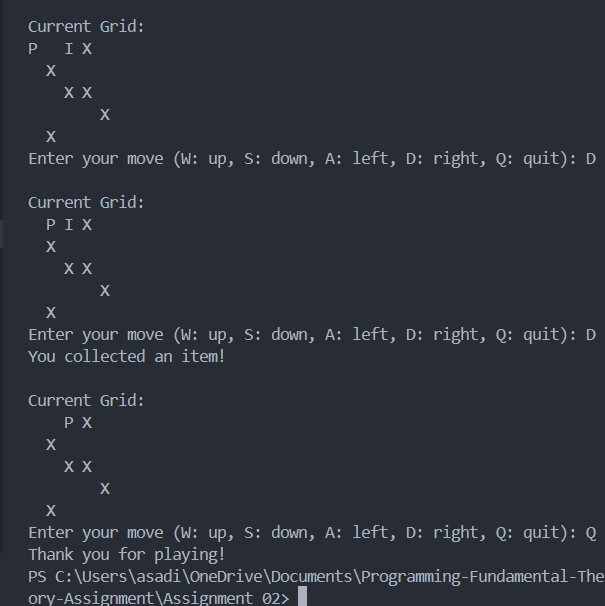 Current Grid:
P   I X
  X
    X X
        X
  X
Enter your move (W: up, S: down, A: left, D: right, Q: quit): D

Current Grid:
  P I X
  X
    X X
        X
  X
Enter your move (W: up, S: down, A: left, D: right, Q: quit): D
You collected an item!

Current Grid:
    P X
  X
    X X
        X
  X
Enter your move (W: up, S: down, A: left, D: right, Q: quit): Q
Thank you for playing!
PS C:\Users\asadi\OneDrive\Documents\Programming-Fundamental-The
ory-Assignment\Assignment 02>